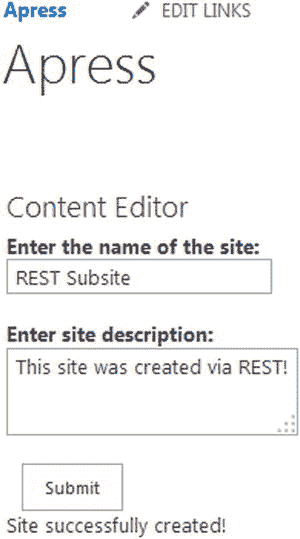 Apress EDIT LINKS
Apress
Content Editor
Enter the name of the site:
REST Subsite
Enter site description:
This site was created via REST!
Submit
Site successfully created!